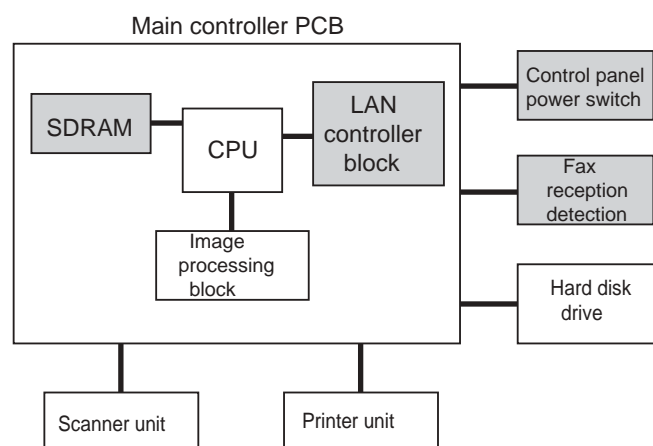 Main controller PCB
SDRAM
CPU
LAN
controller
block
Image
processing
block
Control panel
power switch
Fax
reception
detection
Hard disk
drive
Scanner unit
Printer unit